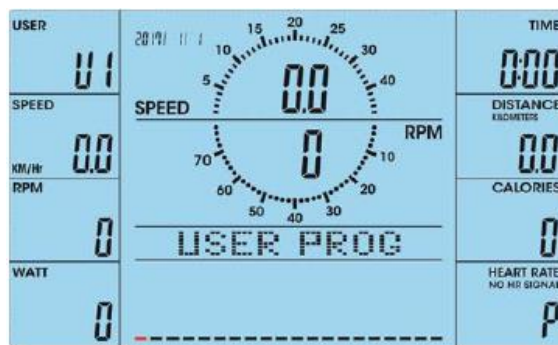 USER
U1
SPEED
0.0
KM/Hr
RPM
0
WATT
0
5
10
15
20
25
30
40
0.0
SPEED
RPM
0
10
20
30
40
50
60
70
USER PROG
TIME
0:00
DISTANCE
KILOMETERS
0.0
CALORIES
0
HEART RATE
NO HR SIGNAL
P